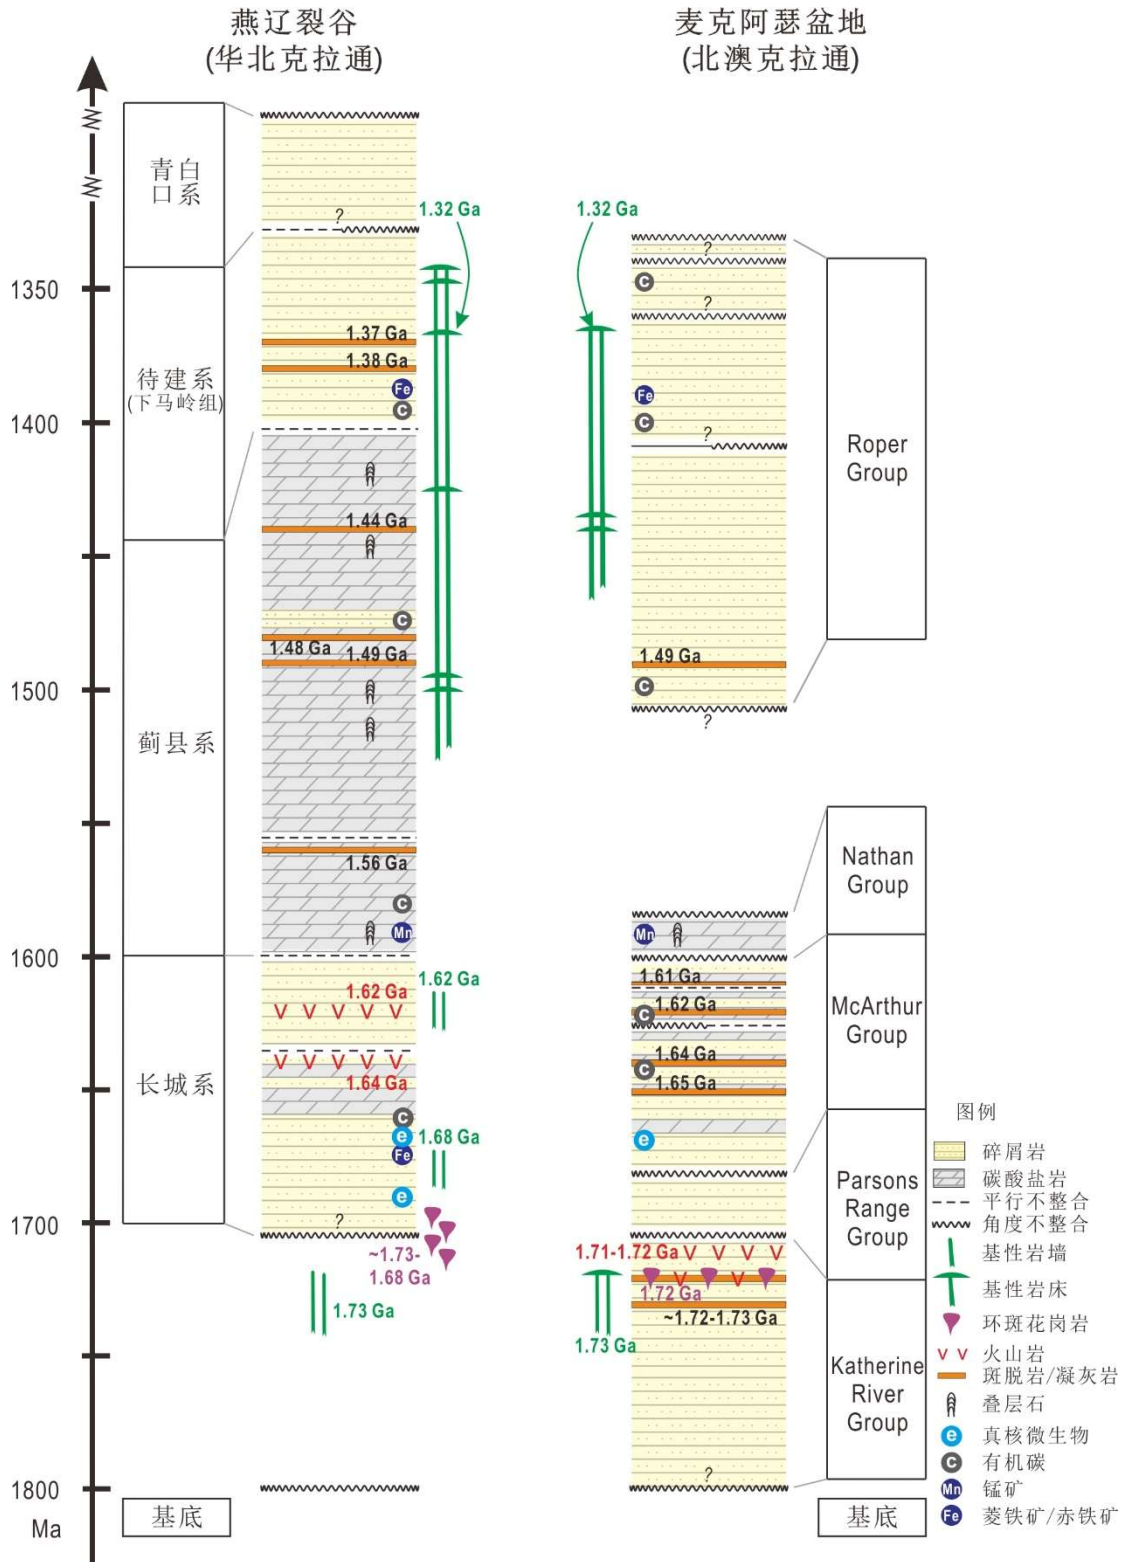 燕辽裂谷
(华北克拉通)
麦克阿瑟盆地
(北澳克拉通)
青白
口系
待建系
(下马岭组)
蓟县系
长城系
基底
1350
1400
1500
1600
1700
1800
Ma
?
1.37 Ga
1.38 Ga
Fe
C
1.44 Ga
C
1.48 Ga
1.49 Ga
1.56 Ga
C
Mn
1.62 Ga
V V V V V
V V V V V
1.64 Ga
C
e
Fe
e
?
~1.73-
1.68 Ga
1.73 Ga
1.32 Ga
1.62 Ga
1.68 Ga
1.32 Ga
?
C
?
Fe
C
?
1.49 Ga
C
?
Mn
1.61 Ga
1.62 Ga
C
1.64 Ga
C
1.65 Ga
e
1.71-1.72 Ga V V V V
V V
1.72 Ga
~1.72-1.73 Ga
1.73 Ga
?
Roper
Group
Nathan
Group
McArthur
Group
Parsons
Range
Group
Katherine
River
Group
基底
图例
碎屑岩
碳酸盐岩
平行不整合
角度不整合
基性岩墙
基性岩床
环斑花岗岩
V V 火山岩
斑脱岩/凝灰岩
叠层石
e 真核微生物
C 有机碳
Mn 锰矿
Fe 菱铁矿/赤铁矿